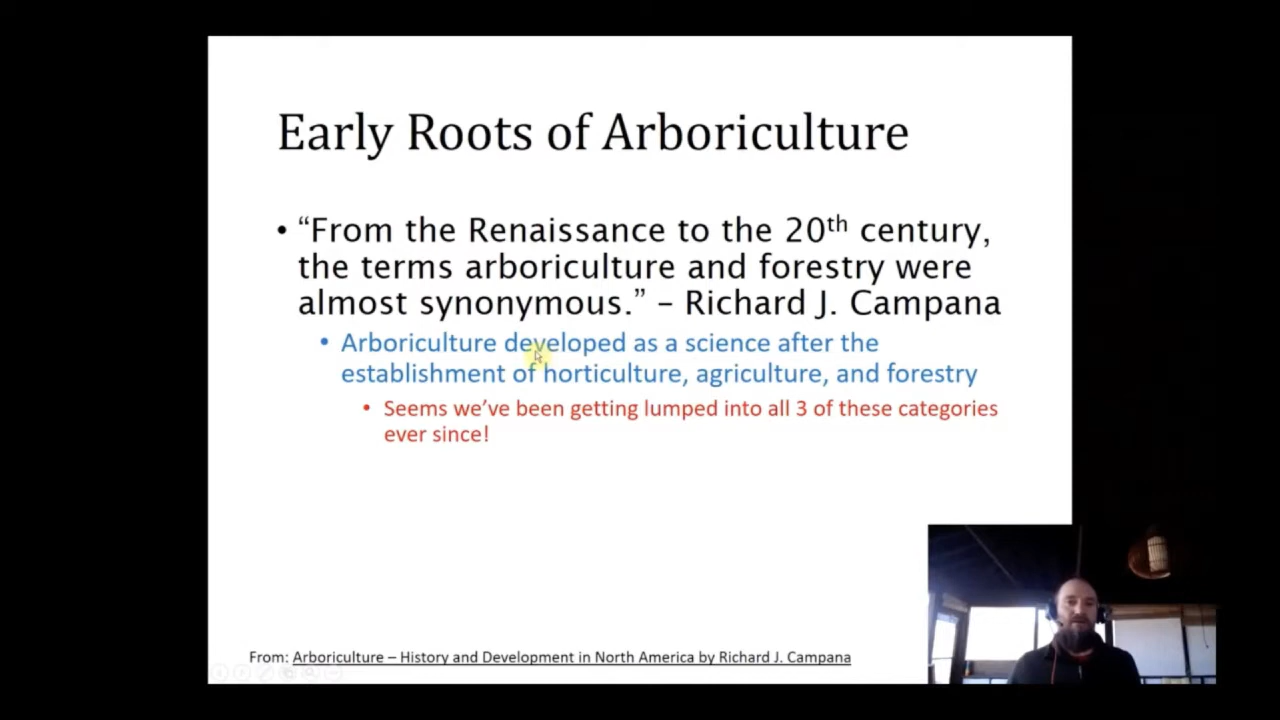 Early Roots of Arboriculture
• “From the Renaissance to the 20th century,
the terms arboriculture and forestry were
almost synonymous.” – Richard J. Campana
• Arboriculture developed as a science after the
establishment of horticulture, agriculture, and forestry
• Seems we’ve been getting lumped into all 3 of these categories
ever since!
From: Arboriculture – History and Development in North America by Richard J. Campana